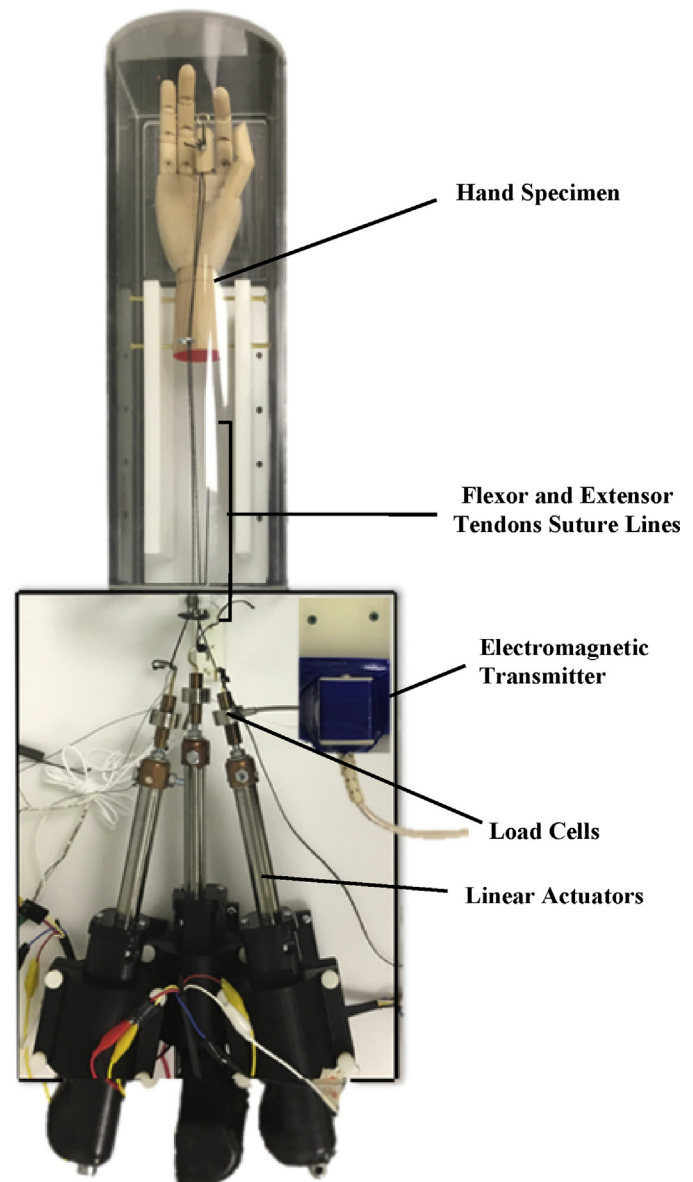 Hand Specimen
Flexor and Extensor
Tendons Suture Lines
Electromagnetic
Transmitter
Load Cells
Linear Actuators